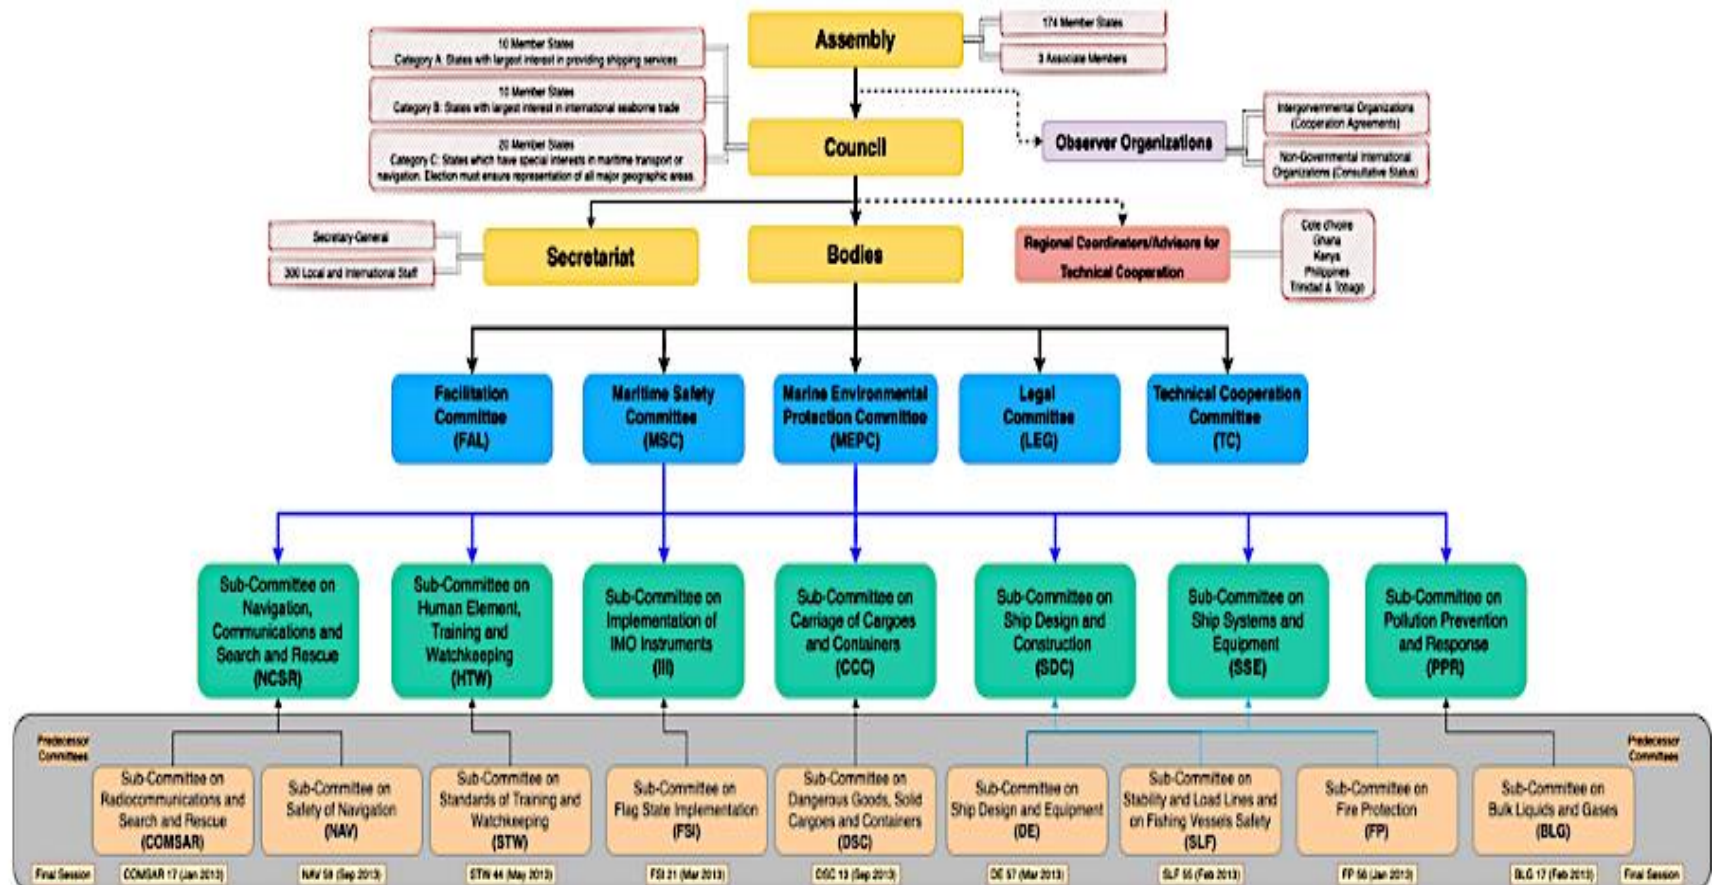 Assembly
174 Member States
3 Associate Members
10 Member States
Category A: States with largest interest in providing shipping services
10 Member States
Category B: States with largest interest in international seaborne trade
20 Member States
Category C: States which have special interests in maritime transport or
navigation. Election must ensure representation of all major geographic areas.
Council
Observer Organizations
Intergovernmental Organizations
(Cooperation Agreements)
Non-Governmental International
Organizations (Consultative Status)
Secretary-General
300 Local and International Staff
Secretariat
Bodies
Regional Coordinators/Advisors for
Technical Cooperation
Cote d'Ivoire
Ghana
Kenya
Philippines
Trinidad & Tobago
Facilitation
Committee
(FAL)
Maritime Safety
Committee
(MSC)
Marine Environmental
Protection Committee
(MEPC)
Legal
Committee
(LEG)
Technical Cooperation
Committee
(TC)
Sub-Committee on
Navigation,
Communications and
Search and Rescue
(NCSR)
Sub-Committee on
Human Element,
Training and
Watchkeeping
(HTW)
Sub-Committee on
Implementation of
IMO Instruments
(III)
Sub-Committee on
Carriage of Cargoes
and Containers
(CCC)
Sub-Committee on
Ship Design and
Construction
(SDC)
Sub-Committee on
Ship Systems and
Equipment
(SSE)
Sub-Committee on
Pollution Prevention
and Response
(PPR)
Predecessor
Committees
Predecessor
Committees
Sub-Committee on
Radiocommunications and
Search and Rescue
(COMSAR)
Sub-Committee on
Safety of Navigation
(NAV)
Sub-Committee on
Standards of Training and
Watchkeeping
(STW)
Sub-Committee on
Flag State Implementation
(FSI)
Sub-Committee on
Dangerous Goods, Solid
Cargoes and Containers
(DSC)
Sub-Committee on
Ship Design and Equipment
(DE)
Sub-Committee on
Stability and Load Lines and
on Fishing Vessels Safety
(SLF)
Sub-Committee on
Fire Protection
(FP)
Sub-Committee on
Bulk Liquids and Gases
(BLG)
Final Session
COMSAR 17 (Jan 2013)
NAV 59 (Sep 2013)
STW 44 (May 2013)
FSI 21 (Mar 2013)
DSC 13 (Sep 2013)
DE 57 (Mar 2013)
SLF 55 (Feb 2013)
FP 56 (Jan 2013)
BLG 17 (Feb 2013)
Final Session